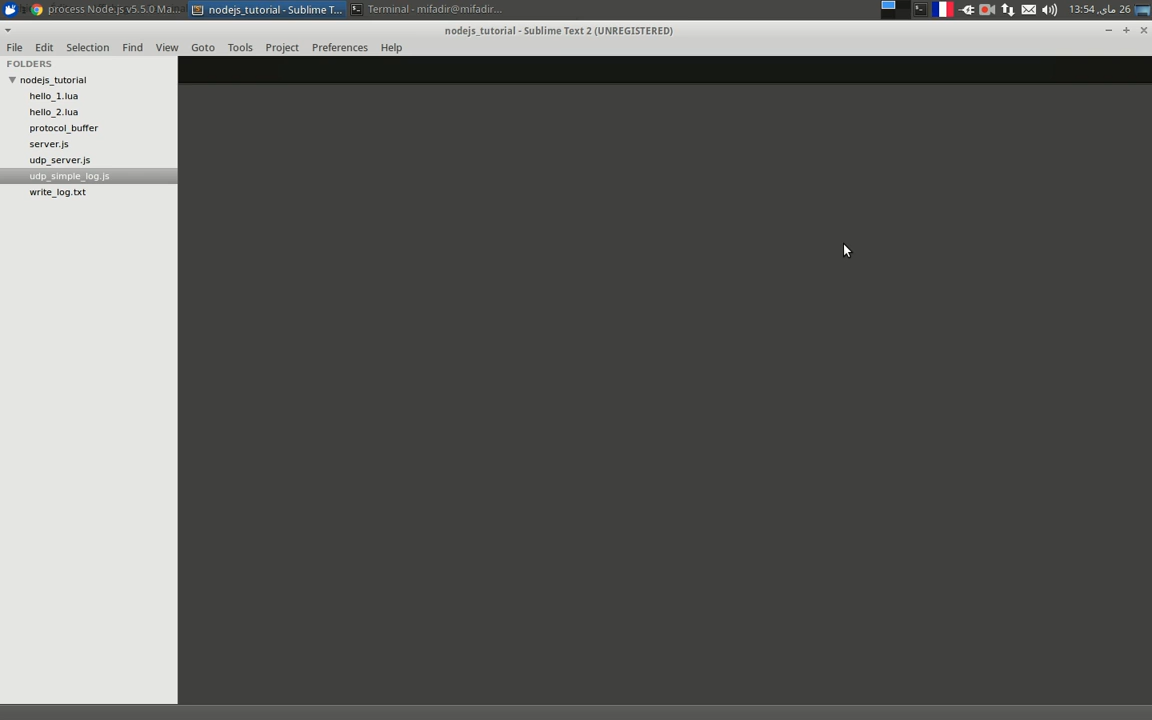 process Node.js v5.5.0 Ma...
nodejs_tutorial - Sublime T...
Terminal - mifadir@mifadir...
13:54 ,ماي 26
nodejs_tutorial - Sublime Text 2 (UNREGISTERED)
File Edit Selection Find View Goto Tools Project Preferences Help
FOLDERS
nodejs_tutorial
hello_1.lua
hello_2.lua
protocol_buffer
server.js
udp_server.js
udp_simple_log.js
write_log.txt